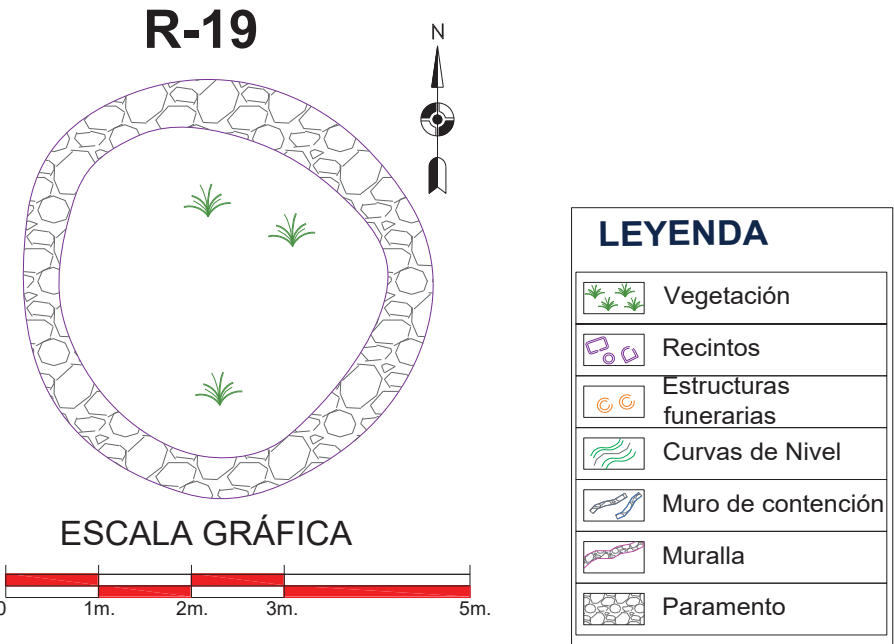 R-19
N
LEYENDA
Vegetación
Recintos
Estructuras
funerarias
Curvas de Nivel
Muro de contención
Muralla
Paramento
ESCALA GRÁFICA
0 1m. 2m. 3m. 5m.